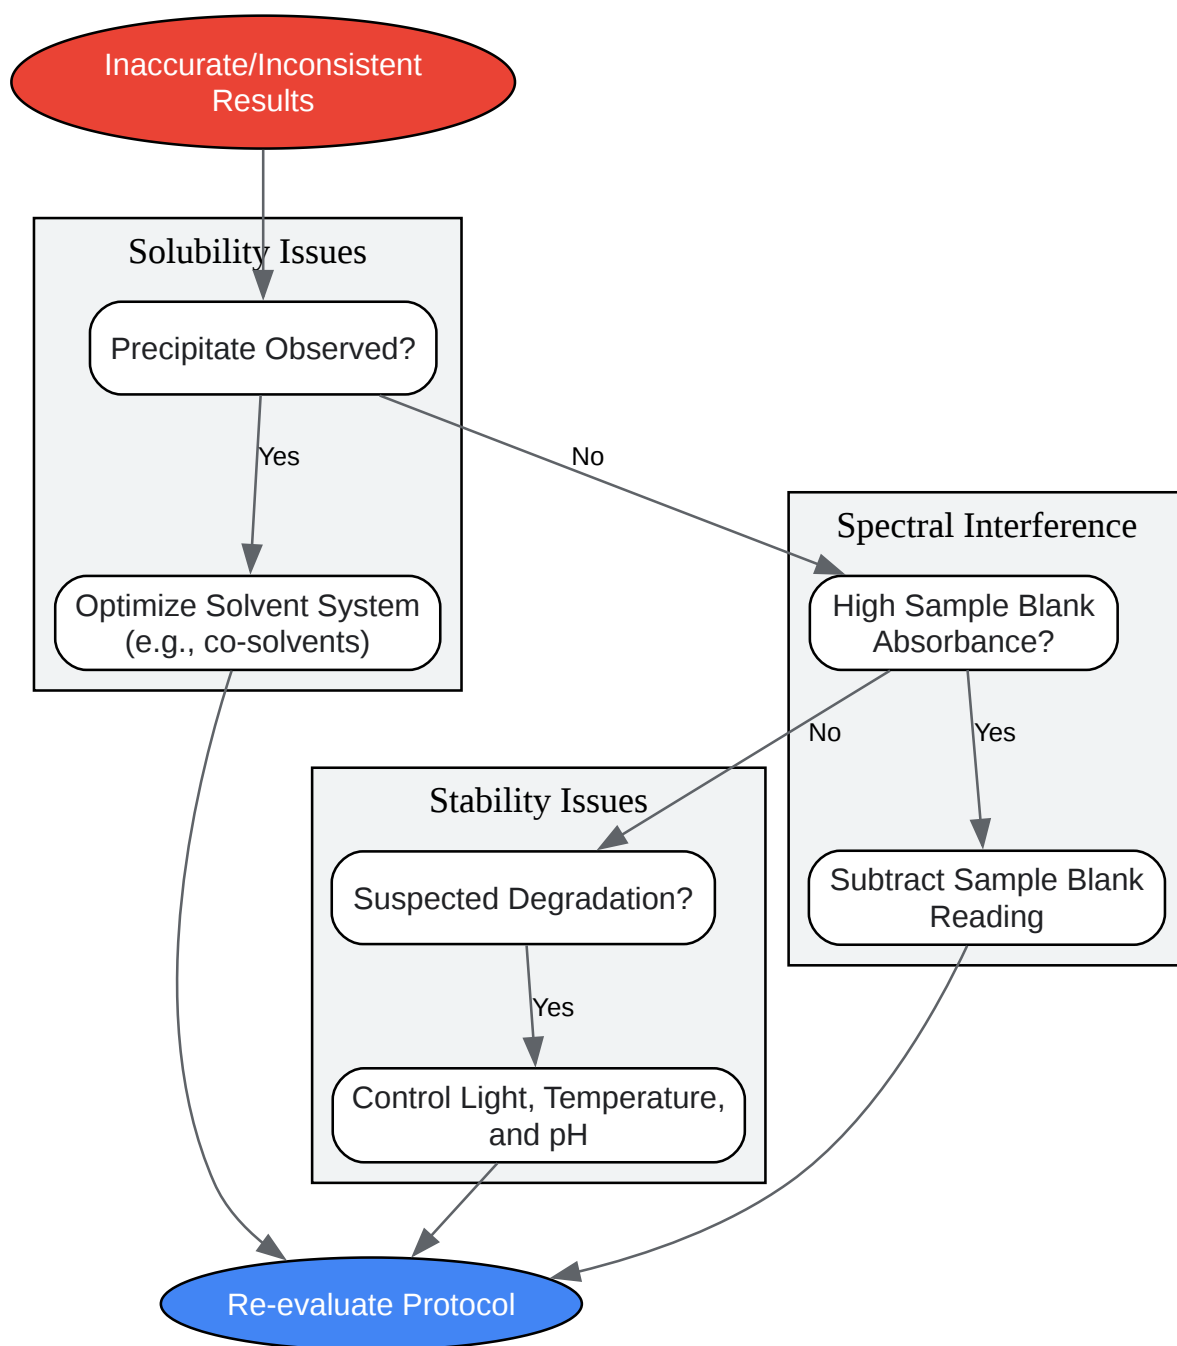 Inaccurate/Inconsistent
Results
Solubility Issues
Precipitate Observed?
Yes
No
Optimize Solvent System
(e.g., co-solvents)
Spectral Interference
High Sample Blank
Absorbance?
No
Yes
Subtract Sample Blank
Reading
Stability Issues
Suspected Degradation?
Yes
Control Light, Temperature,
and pH
Re-evaluate Protocol